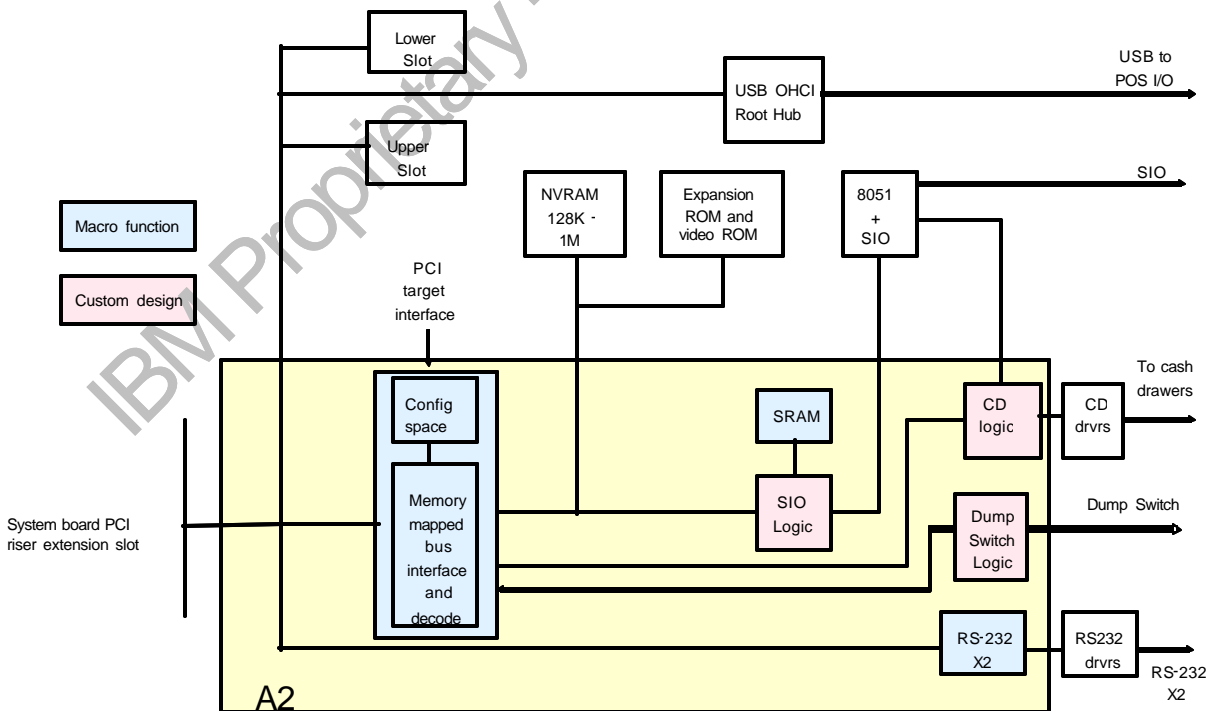 Lower
Slot
USB to
POS I/O
USB OHCI
Root Hub
Upper
Slot
SIO
NVRAM
128K -
1M
Expansion
ROM and
video ROM
8051
+
SIO
Macro function
Custom design
PCI
target
interface
IBM Proprietary
To cash
drawers
Config
space
SRAM
CD
logic
CD
drvrs
System board PCI
riser extension slot
Memory
mapped
bus
interface
and
decode
SIO
Logic
Dump
Switch
Logic
Dump Switch
RS-232
X2
RS232
drvrs
RS-232
X2
A2